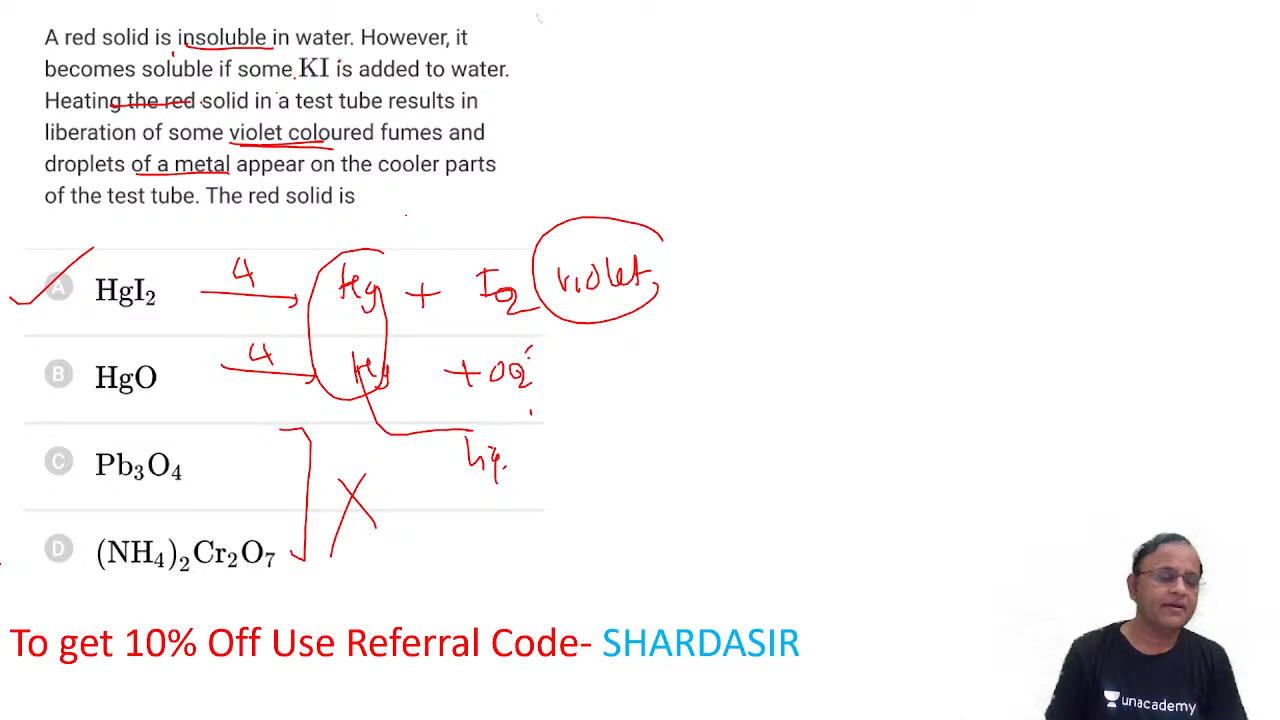 A red solid is insoluble in water. However, it
becomes soluble if some KI is added to water.
Heating the red solid in a test tube results in
liberation of some violet coloured fumes and
droplets of a metal appear on the cooler parts
of the test tube. The red solid is
A HgI₂ Hg + I₂ violet
B HgO Hg + O₂
liq.
C Pb₃O₄
D (NH₄)₂Cr₂O₇
To get 10% Off Use Referral Code- SHARDASIR
unacademy